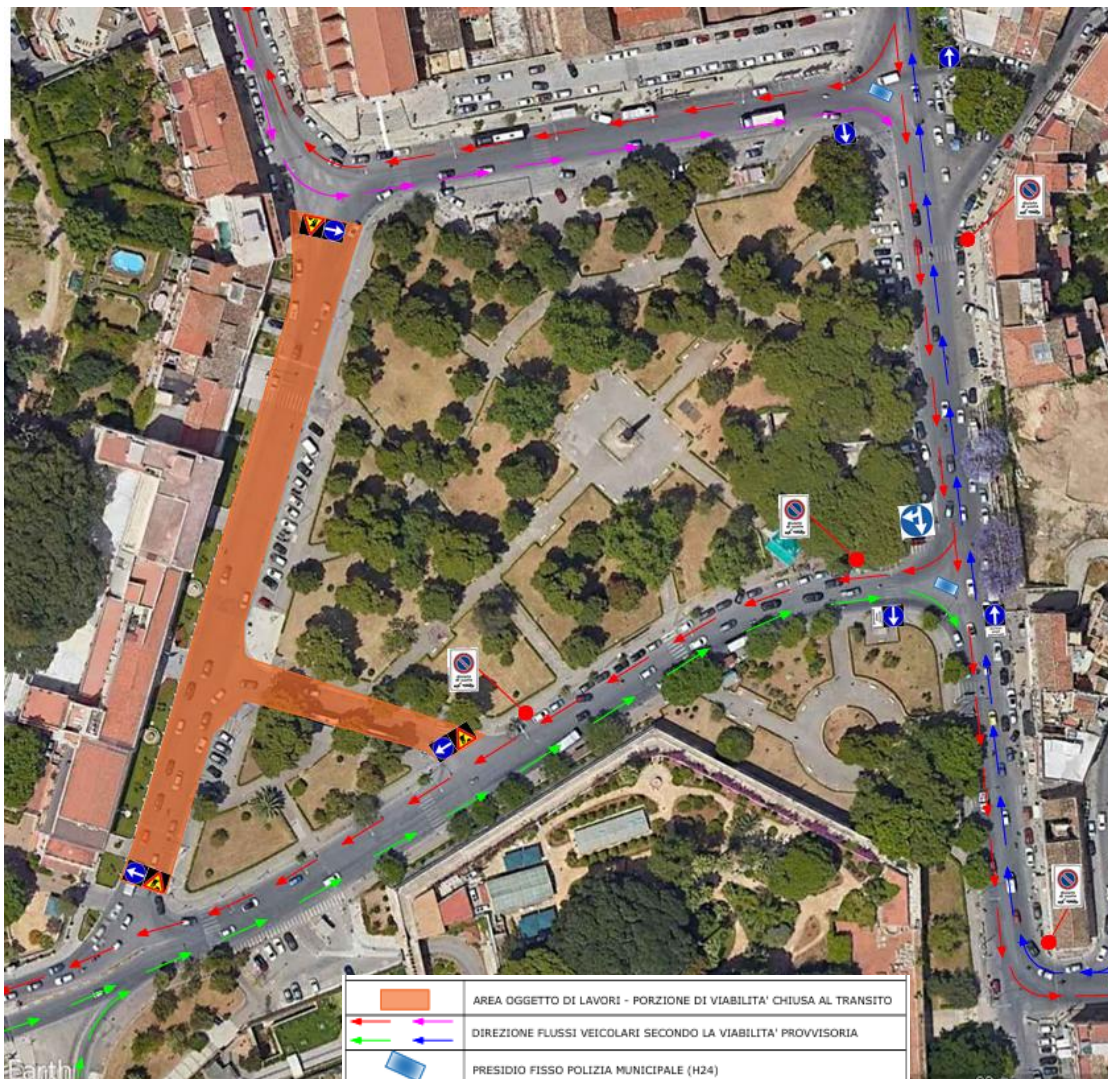 Earth
AREA OGGETTO DI LAVORI - PORZIONE DI VIABILITA' CHIUSA AL TRANSITO
DIREZIONE FLUSSI VEICOLARI SECONDO LA VIABILITA' PROVVISORIA
PRESIDIO FISSO POLIZIA MUNICIPALE (H24)